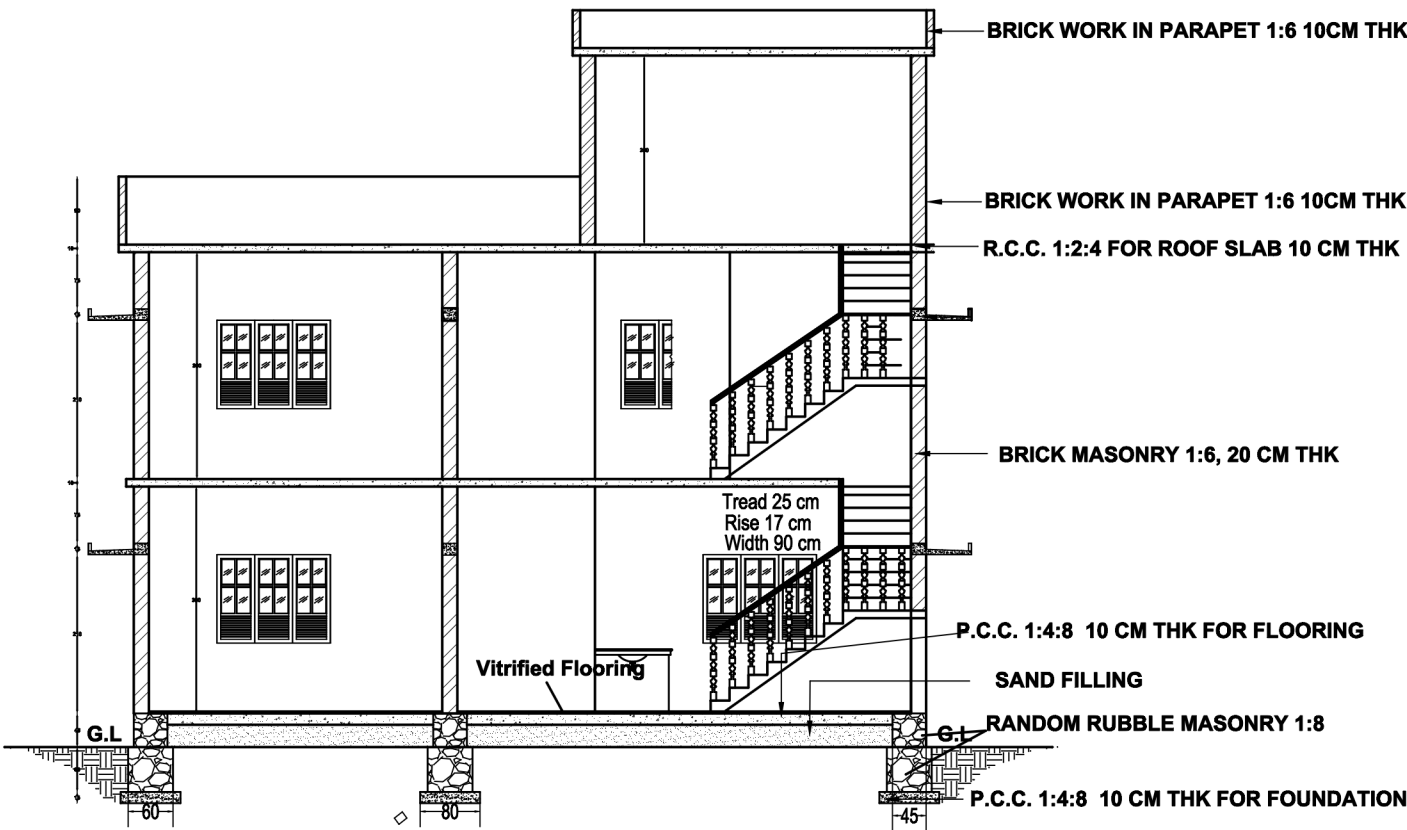 BRICK WORK IN PARAPET 1:6 10CM THK
BRICK WORK IN PARAPET 1:6 10CM THK
R.C.C. 1:2:4 FOR ROOF SLAB 10 CM THK
BRICK MASONRY 1:6, 20 CM THK
Tread 25 cm
Rise 17 cm
Width 90 cm
P.C.C. 1:4:8 10 CM THK FOR FLOORING
Vitrified Flooring
SAND FILLING
RANDOM RUBBLE MASONRY 1:8
G.L
G.L
P.C.C. 1:4:8 10 CM THK FOR FOUNDATION
60
80
45